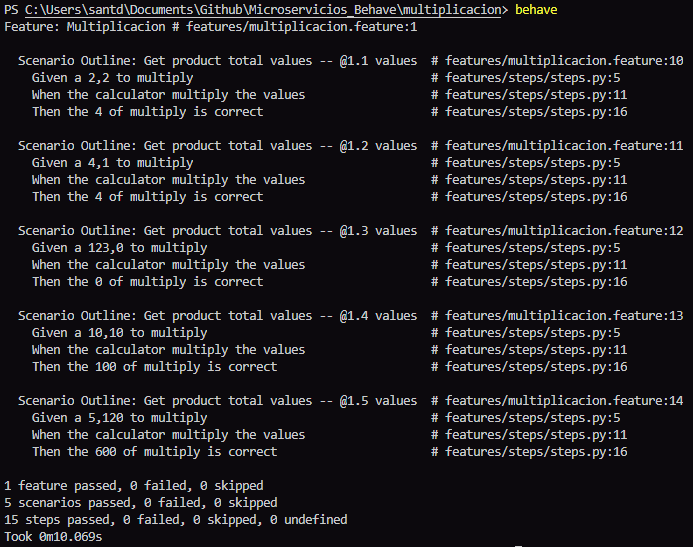 PS C:\Users\santd\Documents\Github\Microservicios_Behave\multiplicacion> behave
Feature: Multiplicacion # features/multiplicacion.feature:1
Scenario Outline: Get product total values -- @1.1 values # features/multiplicacion.feature:10
Given a 2,2 to multiply # features/steps/steps.py:5
When the calculator multiply the values # features/steps/steps.py:11
Then the 4 of multiply is correct # features/steps/steps.py:16
Scenario Outline: Get product total values -- @1.2 values # features/multiplicacion.feature:11
Given a 4,1 to multiply # features/steps/steps.py:5
When the calculator multiply the values # features/steps/steps.py:11
Then the 4 of multiply is correct # features/steps/steps.py:16
Scenario Outline: Get product total values -- @1.3 values # features/multiplicacion.feature:12
Given a 123,0 to multiply # features/steps/steps.py:5
When the calculator multiply the values # features/steps/steps.py:11
Then the 0 of multiply is correct # features/steps/steps.py:16
Scenario Outline: Get product total values -- @1.4 values # features/multiplicacion.feature:13
Given a 10,10 to multiply # features/steps/steps.py:5
When the calculator multiply the values # features/steps/steps.py:11
Then the 100 of multiply is correct # features/steps/steps.py:16
Scenario Outline: Get product total values -- @1.5 values # features/multiplicacion.feature:14
Given a 5,120 to multiply # features/steps/steps.py:5
When the calculator multiply the values # features/steps/steps.py:11
Then the 600 of multiply is correct # features/steps/steps.py:16
1 feature passed, 0 failed, 0 skipped
5 scenarios passed, 0 failed, 0 skipped
15 steps passed, 0 failed, 0 skipped, 0 undefined
Took 0m10.069s